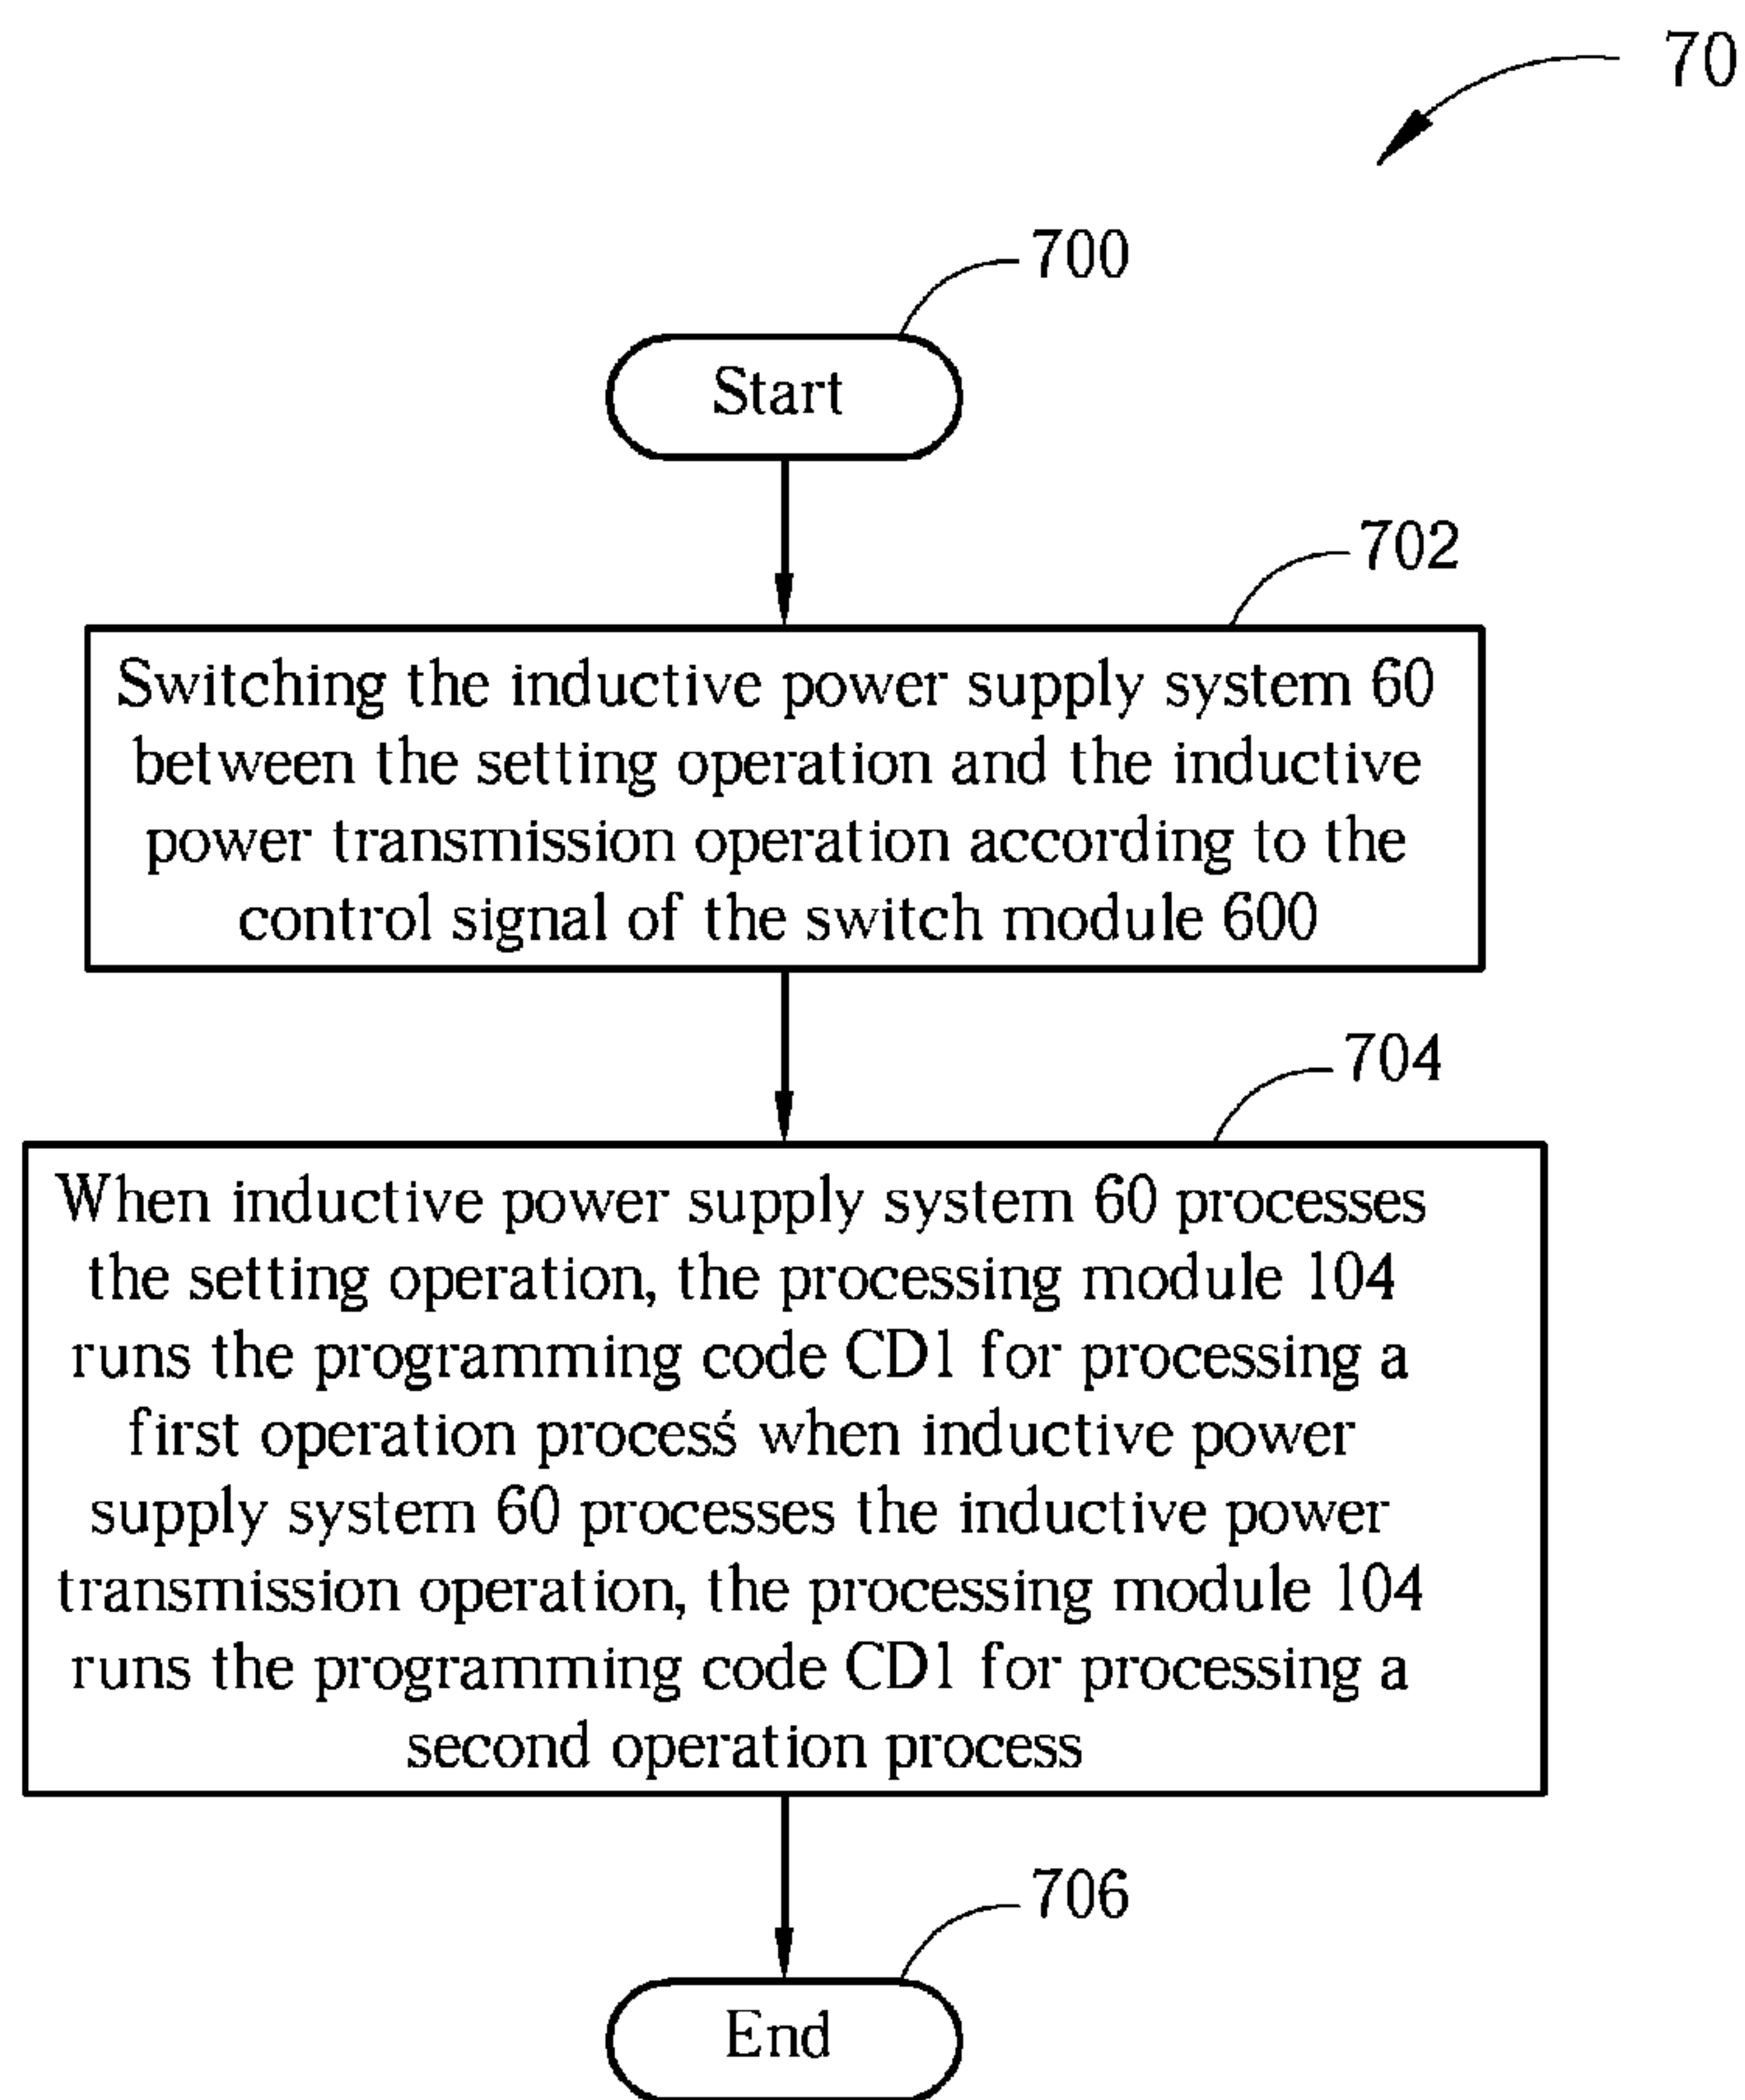 70
700
Start
702
Switching the inductive power supply system 60
between the setting operation and the inductive
power transmission operation according to the
control signal of the switch module 600
704
When inductive power supply system 60 processes
the setting operation, the processing module 104
runs the programming code CD1 for processing a
first operation process´ when inductive power
supply system 60 processes the inductive power
transmission operation, the processing module 104
runs the programming code CD1 for processing a
second operation process
706
End